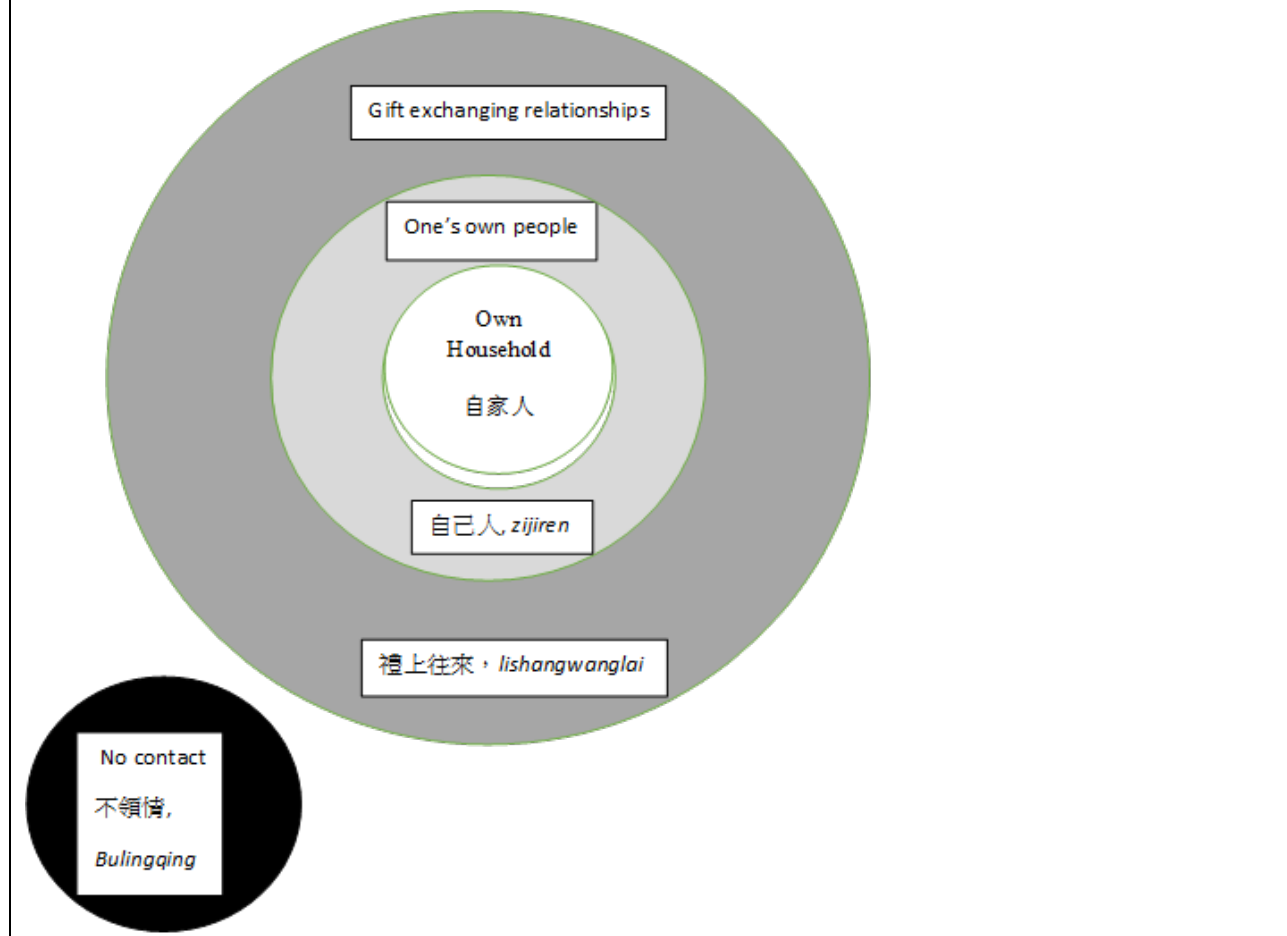 Gift exchanging relationships
One's own people
Own
Household
自家人
自己人, zijiren
禮上往來，lishangwanglai
No contact
不領情,
Bulingqing